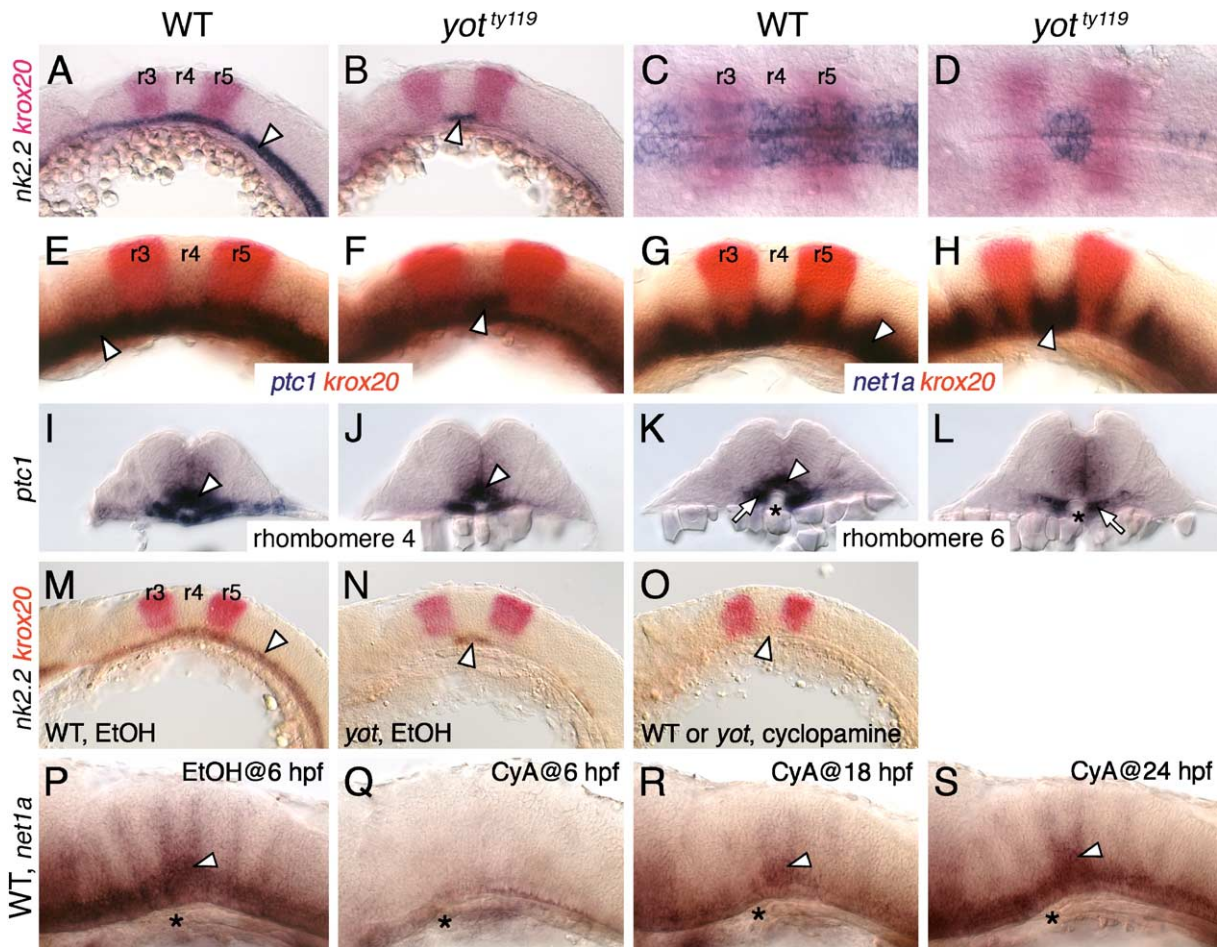 WT yot ty119 WT yot ty119
nk2.2 krox20
A r3 r4 r5 B C r3 r4 r5 D
E r3 r4 r5 F G r3 r4 r5 H
ptc1 krox20 net1a krox20
ptc1
I J K L
* *
rhombomere 4 rhombomere 6
nk2.2 krox20
M r3 r4 r5 N O
WT, EtOH yot, EtOH WT or yot, cyclopamine
WT, net1a
P EtOH@6 hpf Q CyA@6 hpf R CyA@18 hpf S CyA@24 hpf
* * * *